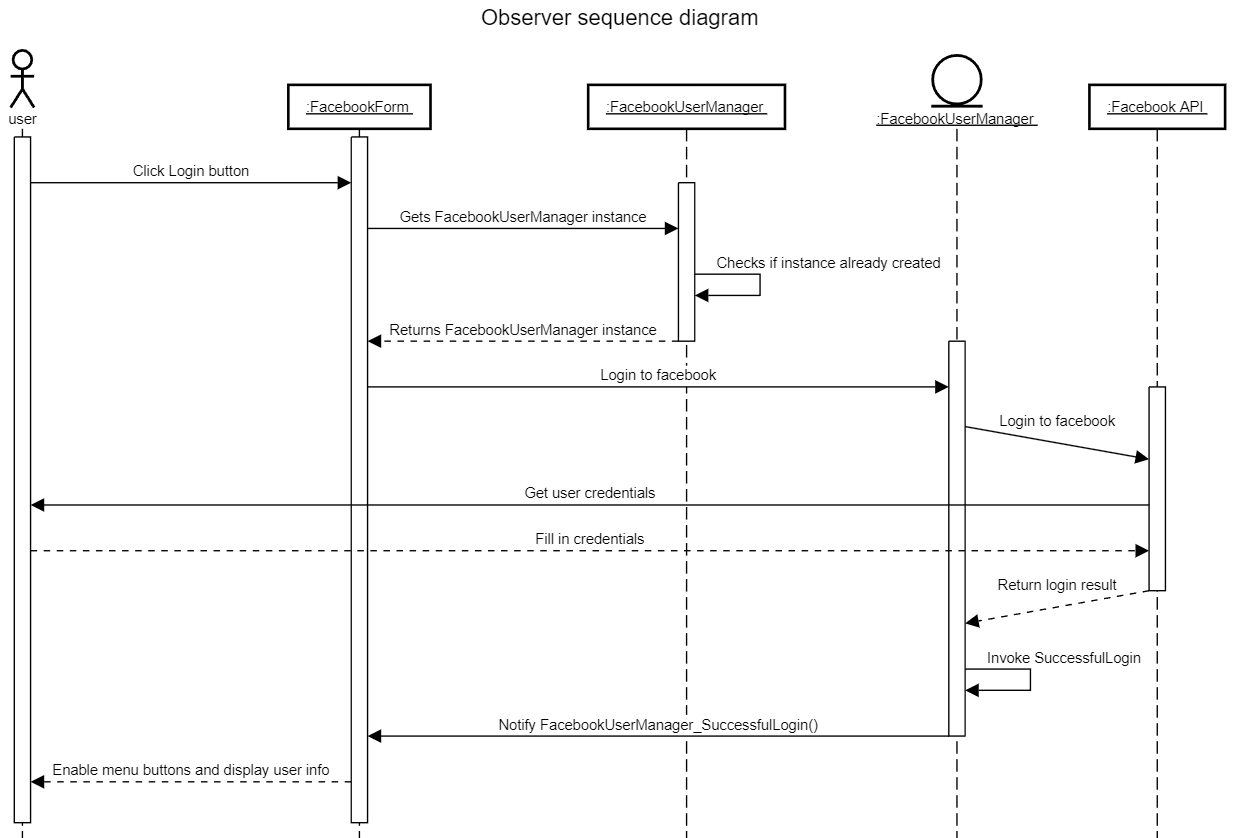 Observer sequence diagram
user
:FacebookForm
:FacebookUserManager
:FacebookUserManager
:Facebook API
Click Login button
Gets FacebookUserManager instance
Checks if instance already created
Returns FacebookUserManager instance
Login to facebook
Login to facebook
Get user credentials
Fill in credentials
Return login result
Invoke SuccessfulLogin
Notify FacebookUserManager_SuccessfulLogin()
Enable menu buttons and display user info